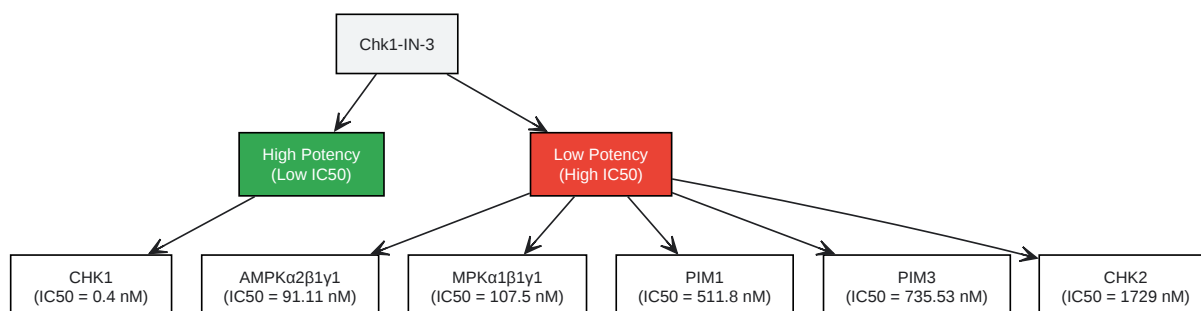 Chk1-IN-3
High Potency
(Low IC50)
Low Potency
(High IC50)
CHK1
(IC50 = 0.4 nM)
AMPKα2β1γ1
(IC50 = 91.11 nM)
MPKα1β1γ1
(IC50 = 107.5 nM)
PIM1
(IC50 = 511.8 nM)
PIM3
(IC50 = 735.53 nM)
CHK2
(IC50 = 1729 nM)